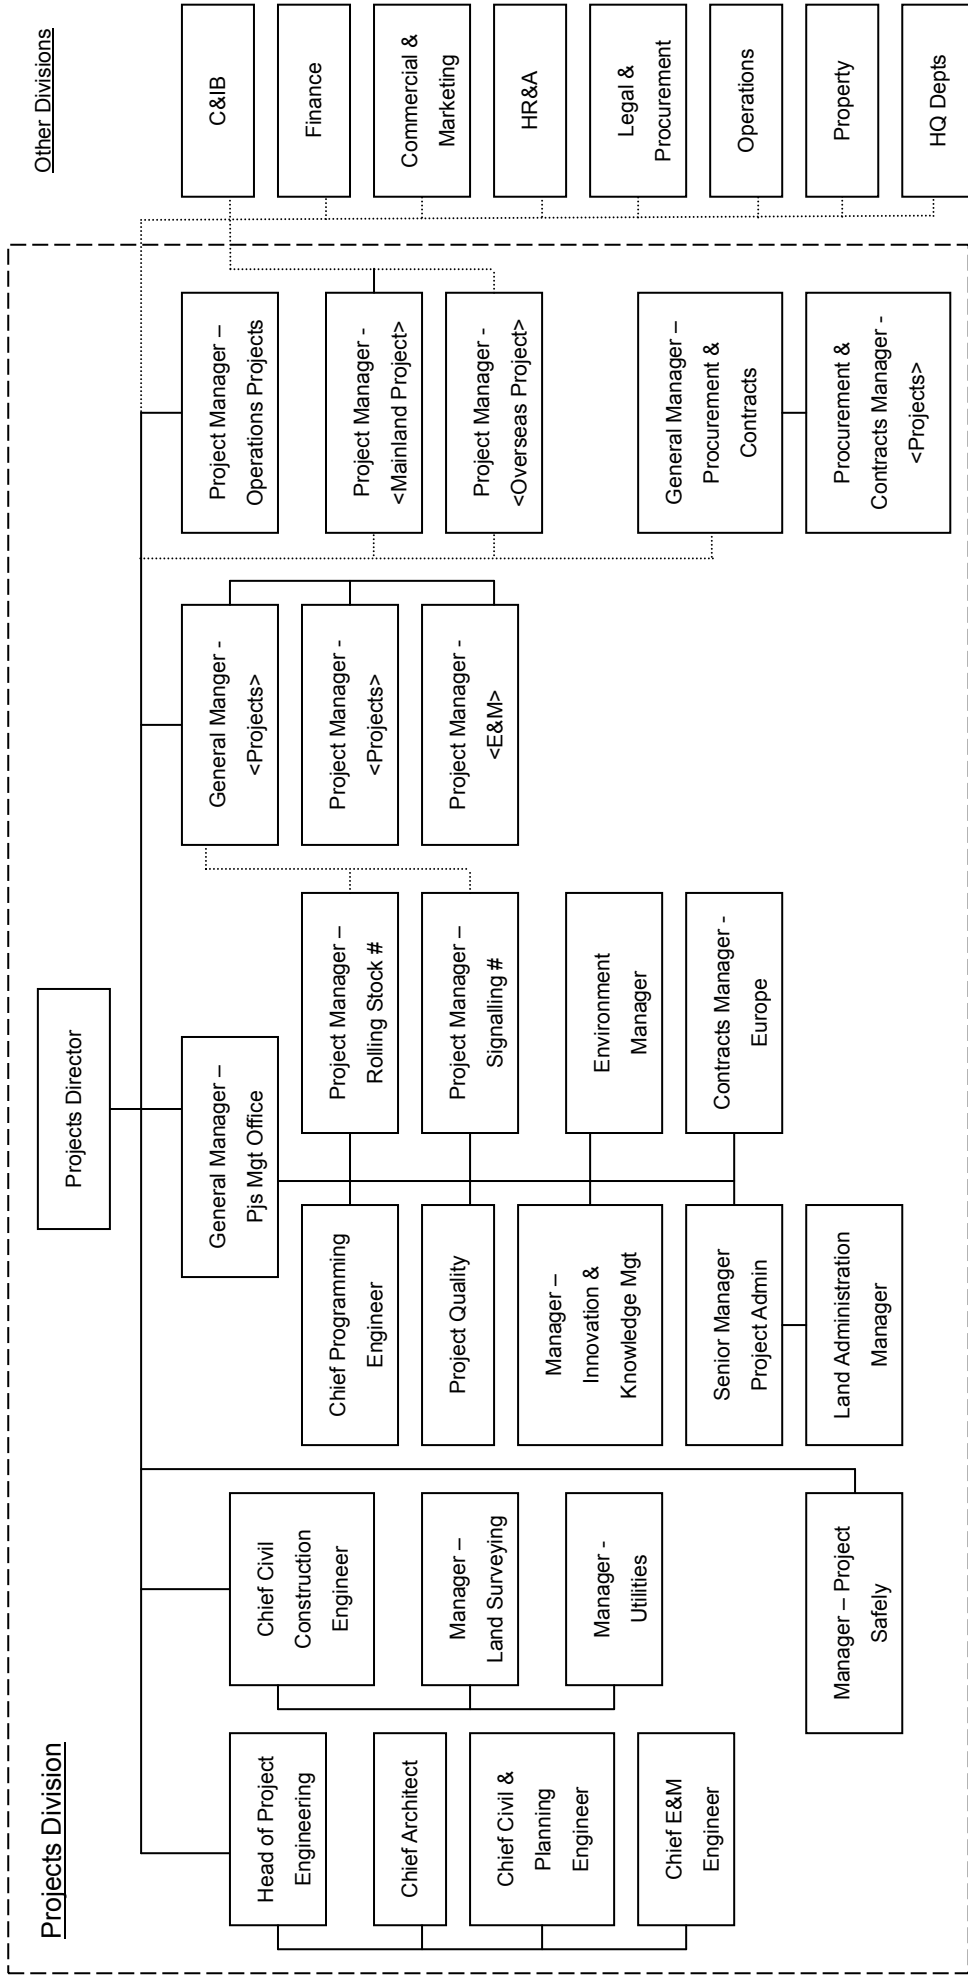 Projects Division
Other Divisions
Projects Director
Head of Project
Engineering
Chief Architect
Chief Civil &
Planning
Engineer
Chief E&M
Engineer
Chief Civil
Construction
Engineer
Manager –
Land Surveying
Manager -
Utilities
Manager – Project
Safely
General Manager –
Pjs Mgt Office
Chief Programming
Engineer
Project Quality
Manager –
Innovation &
Knowledge Mgt
Senior Manager
Project Admin
Land Administration
Manager
Project Manager –
Rolling Stock #
Project Manager –
Signalling #
Environment
Manager
Contracts Manager -
Europe
General Manger -
<Projects>
Project Manager -
<Projects>
Project Manager -
<E&M>
Project Manager –
Operations Projects
Project Manager -
<Mainland Project>
Project Manager -
<Overseas Project>
General Manager –
Procurement &
Contracts
Procurement &
Contracts Manager -
<Projects>
C&IB
Finance
Commercial &
Marketing
HR&A
Legal &
Procurement
Operations
Property
HQ Depts